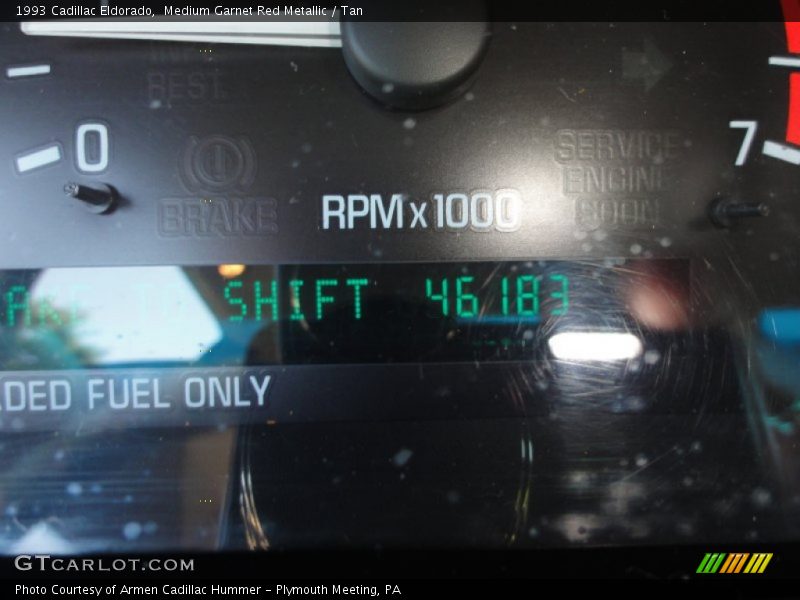 1993 Cadillac Eldorado, Medium Garnet Red Metallic / Tan
REST.
0
7
BRAKE
SERVICE
ENGINE
SOON
RPM x 1000
SHIFT 46183
FUEL ONLY
GTCARLOT.COM
Photo Courtesy of Armen Cadillac Hummer - Plymouth Meeting, PA